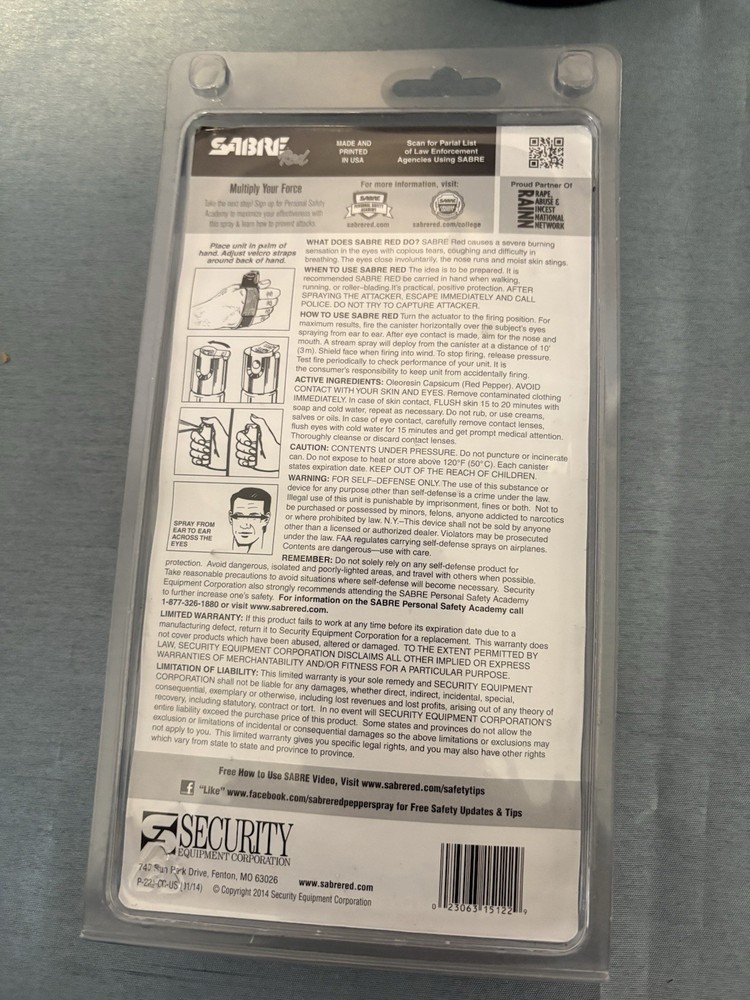 SABRE Red
MADE AND
PRINTED
IN USA
Scan for Parial List
of Law Enforcement
Agencies Using SABRE
Multiply Your Force
Take the next step! Sign up for Personal Safety
Academy to maximize your effectiveness with
this spray & learn how to prevent attacks.
For more information, visit:
SABRE
sabrered.com
sabrered.com/college
Proud Partner Of
RAINN
RAPE,
ABUSE &
INCEST
NATIONAL
NETWORK
Place unit in palm of
hand. Adjust velcro straps
around back of hand.
SPRAY FROM
EAR TO EAR
ACROSS THE
EYES
WHAT DOES SABRE RED DO? SABRE Red causes a severe burning
sensation in the eyes with copious tears, coughing and difficulty in
breathing. The eyes close involuntarily, the nose runs and moist skin stings.
WHEN TO USE SABRE RED The idea is to be prepared. It is
recommended SABRE RED be carried in hand when walking,
running, or roller–blading.It's practical, positive protection. AFTER
SPRAYING THE ATTACKER, ESCAPE IMMEDIATELY AND CALL
POLICE. DO NOT TRY TO CAPTURE ATTACKER.
HOW TO USE SABRE RED Turn the actuator to the firing position. For
maximum results, fire the canister horizontally over the subject's eyes
spraying from ear to ear. After eye contact is made, aim for the nose and
mouth. A stream spray will deploy from the canister at a distance of 10'
(3m). Shield face when firing into wind. To stop firing, release pressure.
Test fire periodically to check performance of your unit. It is
the consumer's responsibility to keep unit from accidentally firing.
ACTIVE INGREDIENTS: Oleoresin Capsicum (Red Pepper). AVOID
CONTACT WITH YOUR SKIN AND EYES. Remove contaminated clothing
IMMEDIATELY. In case of skin contact, FLUSH skin 15 to 20 minutes with
soap and cold water, repeat as necessary. Do not rub, or use creams,
salves or oils. In case of eye contact, carefully remove contact lenses,
flush eyes with cold water for 15 minutes and get prompt medical attention.
Thoroughly cleanse or discard contact lenses.
CAUTION: CONTENTS UNDER PRESSURE. Do not puncture or incinerate
can. Do not expose to heat or store above 120°F (50°C). Each canister
states expiration date. KEEP OUT OF THE REACH OF CHILDREN.
WARNING: FOR SELF–DEFENSE ONLY. The use of this substance or
device for any purpose other than self-defense is a crime under the law.
Illegal use of this unit is punishable by imprisonment, fines or both. Not to
be purchased or possessed by minors, felons, anyone addicted to narcotics
or where prohibited by law. N.Y.–This device shall not be sold by anyone
other than a licensed or authorized dealer. Violators may be prosecuted
under the law. FAA regulates carrying self-defense sprays on airplanes.
Contents are dangerous—use with care.
REMEMBER: Do not solely rely on any self-defense product for
protection. Avoid dangerous, isolated and poorly-lighted areas, and travel with others when possible.
Take reasonable precautions to avoid situations where self-defense will become necessary. Security
Equipment Corporation also strongly recommends attending the SABRE Personal Safety Academy
to further increase one's safety. For information on the SABRE Personal Safety Academy call
1-877-326-1880 or visit www.sabrered.com.
LIMITED WARRANTY: If this product fails to work at any time before its expiration date due to a
manufacturing defect, return it to Security Equipment Corporation for a replacement. This warranty does
not cover products which have been abused, altered or damaged. TO THE EXTENT PERMITTED BY
LAW, SECURITY EQUIPMENT CORPORATION DISCLAIMS ALL OTHER IMPLIED OR EXPRESS
WARRANTIES OF MERCHANTABILITY AND/OR FITNESS FOR A PARTICULAR PURPOSE.
LIMITATION OF LIABILITY: This limited warranty is your sole remedy and SECURITY EQUIPMENT
CORPORATION shall not be liable for any damages, whether direct, indirect, incidental, special,
consequential, exemplary or otherwise, including lost revenues and lost profits, arising out of any theory of
recovery, including statutory, contract or tort. In no event will SECURITY EQUIPMENT CORPORATION'S
entire liability exceed the purchase price of this product. Some states and provinces do not allow the
exclusion or limitations of incidental or consequential damages so the above limitations or exclusions may
not apply to you. This limited warranty gives you specific legal rights, and you may also have other rights
which vary from state to state and province to province.
Free How to Use SABRE Video, Visit www.sabrered.com/safetytips
f "Like" www.facebook.com/sabreredpepperspray for Free Safety Updates & Tips
SECURITY
EQUIPMENT CORPORATION
747 Sun Park Drive, Fenton, MO 63026
www.sabrered.com
(11/14) © Copyright 2014 Security Equipment Corporation
0 23063 15122 9